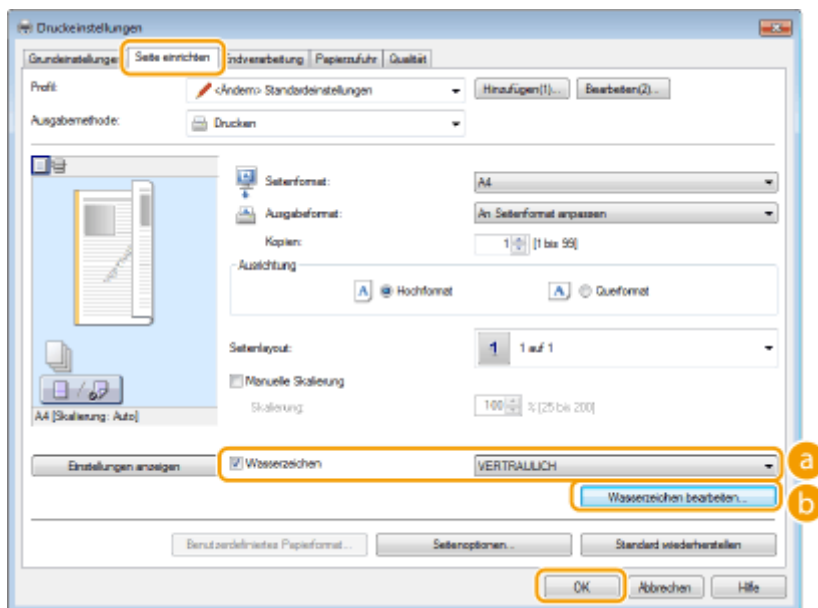 Druckeinstellungen
Grundeinstellungen Seite einrichten Endverarbeitung Papierzufuhr Qualität
Profil: <Ändern> Standardeinstellungen Hinzufügen(1)... Bearbeiten(2)...
Ausgabemethode: Drucken
Seitenformat: A4
Ausgabeformat: An Seitenformat anpassen
Kopien: 1 [1 bis 99]
Ausrichtung
A Hochformat A Querformat
Seitenlayout: 1 1 auf 1
Manuelle Skalierung
Skalierung: 100 % [25 bis 200]
A4 [Skalierung: Auto]
Einstellungen anzeigen Wasserzeichen VERTRAULICH a
Wasserzeichen bearbeiten... b
Benutzerdefiniertes Papierformat... Seitenoptionen... Standard wiederherstellen
OK Abbrechen Hilfe